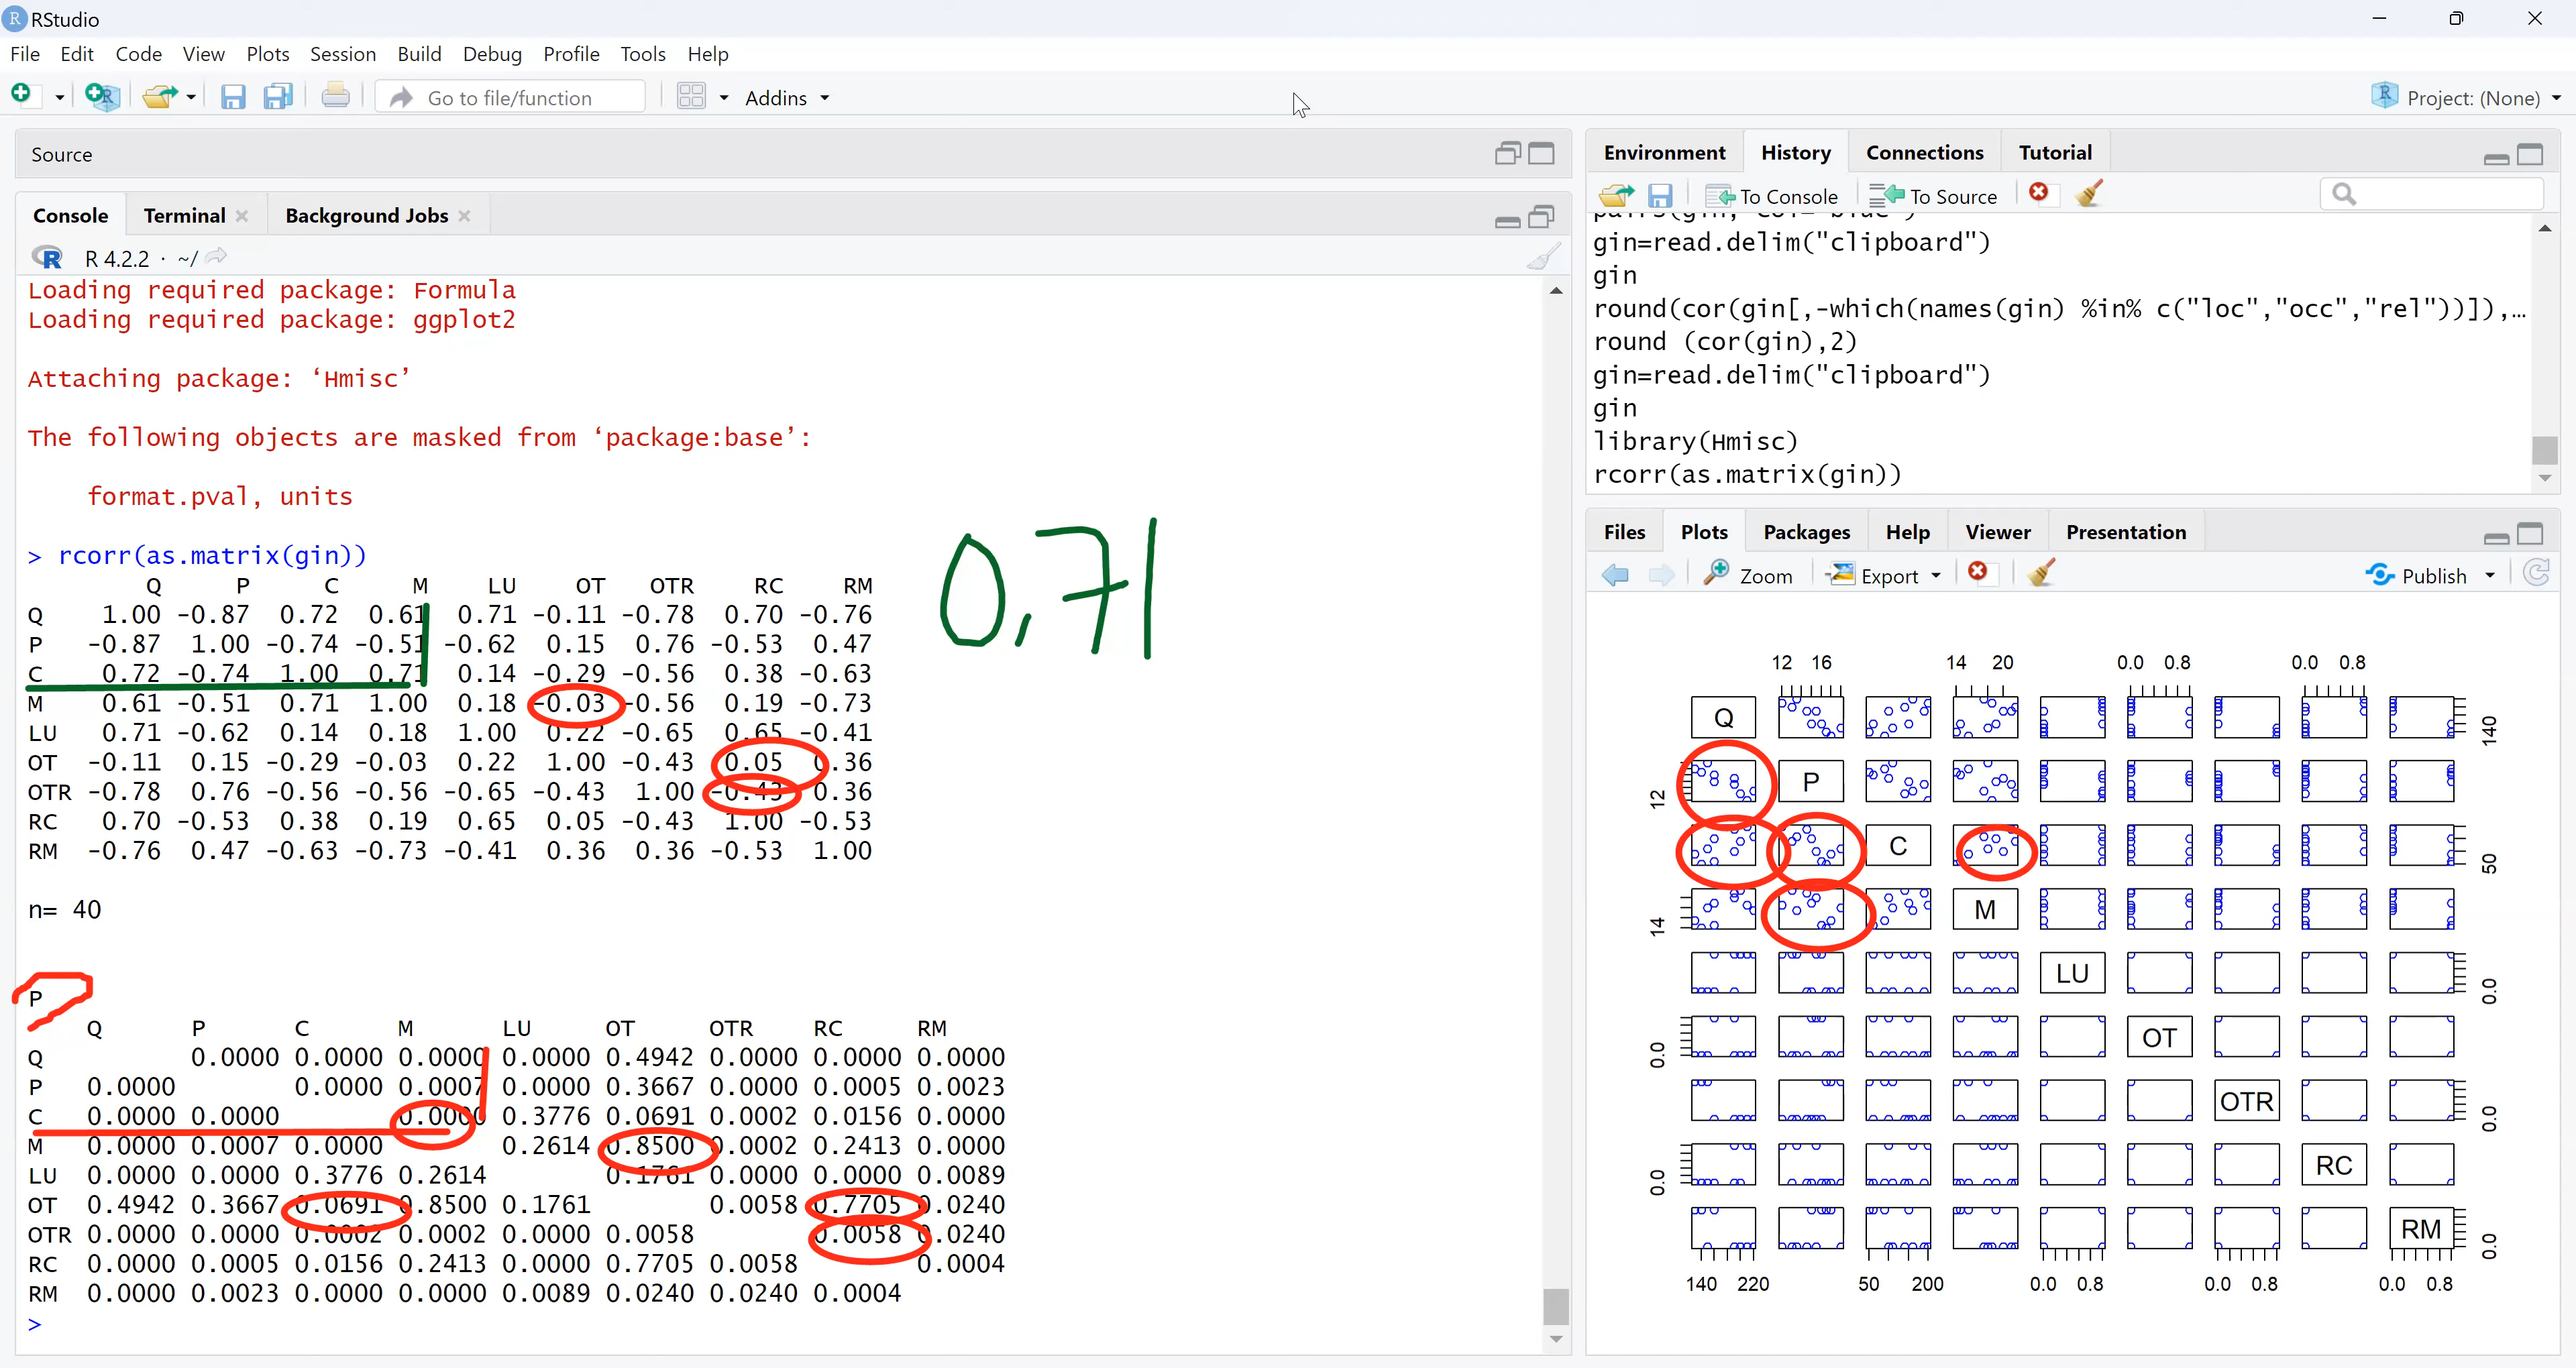 RStudio
File Edit Code View Plots Session Build Debug Profile Tools Help
Go to file/function Addins Project: (None)
Source
Console Terminal Background Jobs
R 4.2.2 · ~/
Loading required package: Formula
Loading required package: ggplot2
Attaching package: ‘Hmisc’
The following objects are masked from ‘package:base’:
format.pval, units
> rcorr(as.matrix(gin))
Q P C M LU OT OTR RC RM
Q 1.00 -0.87 0.72 0.61 0.71 -0.11 -0.78 0.70 -0.76
P -0.87 1.00 -0.74 -0.51 -0.62 0.15 0.76 -0.53 0.47
C 0.72 -0.74 1.00 0.71 0.14 -0.29 -0.56 0.38 -0.63
M 0.61 -0.51 0.71 1.00 0.18 -0.03 -0.56 0.19 -0.73
LU 0.71 -0.62 0.14 0.18 1.00 0.22 -0.65 0.65 -0.41
OT -0.11 0.15 -0.29 -0.03 0.22 1.00 -0.43 0.05 0.36
OTR -0.78 0.76 -0.56 -0.56 -0.65 -0.43 1.00 -0.43 0.36
RC 0.70 -0.53 0.38 0.19 0.65 0.05 -0.43 1.00 -0.53
RM -0.76 0.47 -0.63 -0.73 -0.41 0.36 0.36 -0.53 1.00
0,71
n= 40
P
Q P C M LU OT OTR RC RM
Q 0.0000 0.0000 0.0000 0.0000 0.4942 0.0000 0.0000 0.0000
P 0.0000 0.0000 0.0007 0.0000 0.3667 0.0000 0.0005 0.0023
C 0.0000 0.0000 0.0000 0.3776 0.0691 0.0002 0.0156 0.0000
M 0.0000 0.0007 0.0000 0.2614 0.8500 0.0002 0.2413 0.0000
LU 0.0000 0.0000 0.3776 0.2614 0.1761 0.0000 0.0000 0.0089
OT 0.4942 0.3667 0.0691 0.8500 0.1761 0.0058 0.7705 0.0240
OTR 0.0000 0.0000 0.0002 0.0002 0.0000 0.0058 0.0058 0.0240
RC 0.0000 0.0005 0.0156 0.2413 0.0000 0.7705 0.0058 0.0004
RM 0.0000 0.0023 0.0000 0.0000 0.0089 0.0240 0.0240 0.0004
>
Environment History Connections Tutorial
To Console To Source
gin=read.delim("clipboard")
gin
round(cor(gin[,-which(names(gin) %in% c("loc","occ","rel"))]),…
round (cor(gin),2)
gin=read.delim("clipboard")
gin
library(Hmisc)
rcorr(as.matrix(gin))
Files Plots Packages Help Viewer Presentation
Zoom Export Publish
12 16 14 20 0.0 0.8 0.0 0.8
Q 140
12 P
C 50
14 M
LU 0.0
0.0 OT
OTR 0.0
0.0 RC
RM 0.0
140 220 50 200 0.0 0.8 0.0 0.8 0.0 0.8